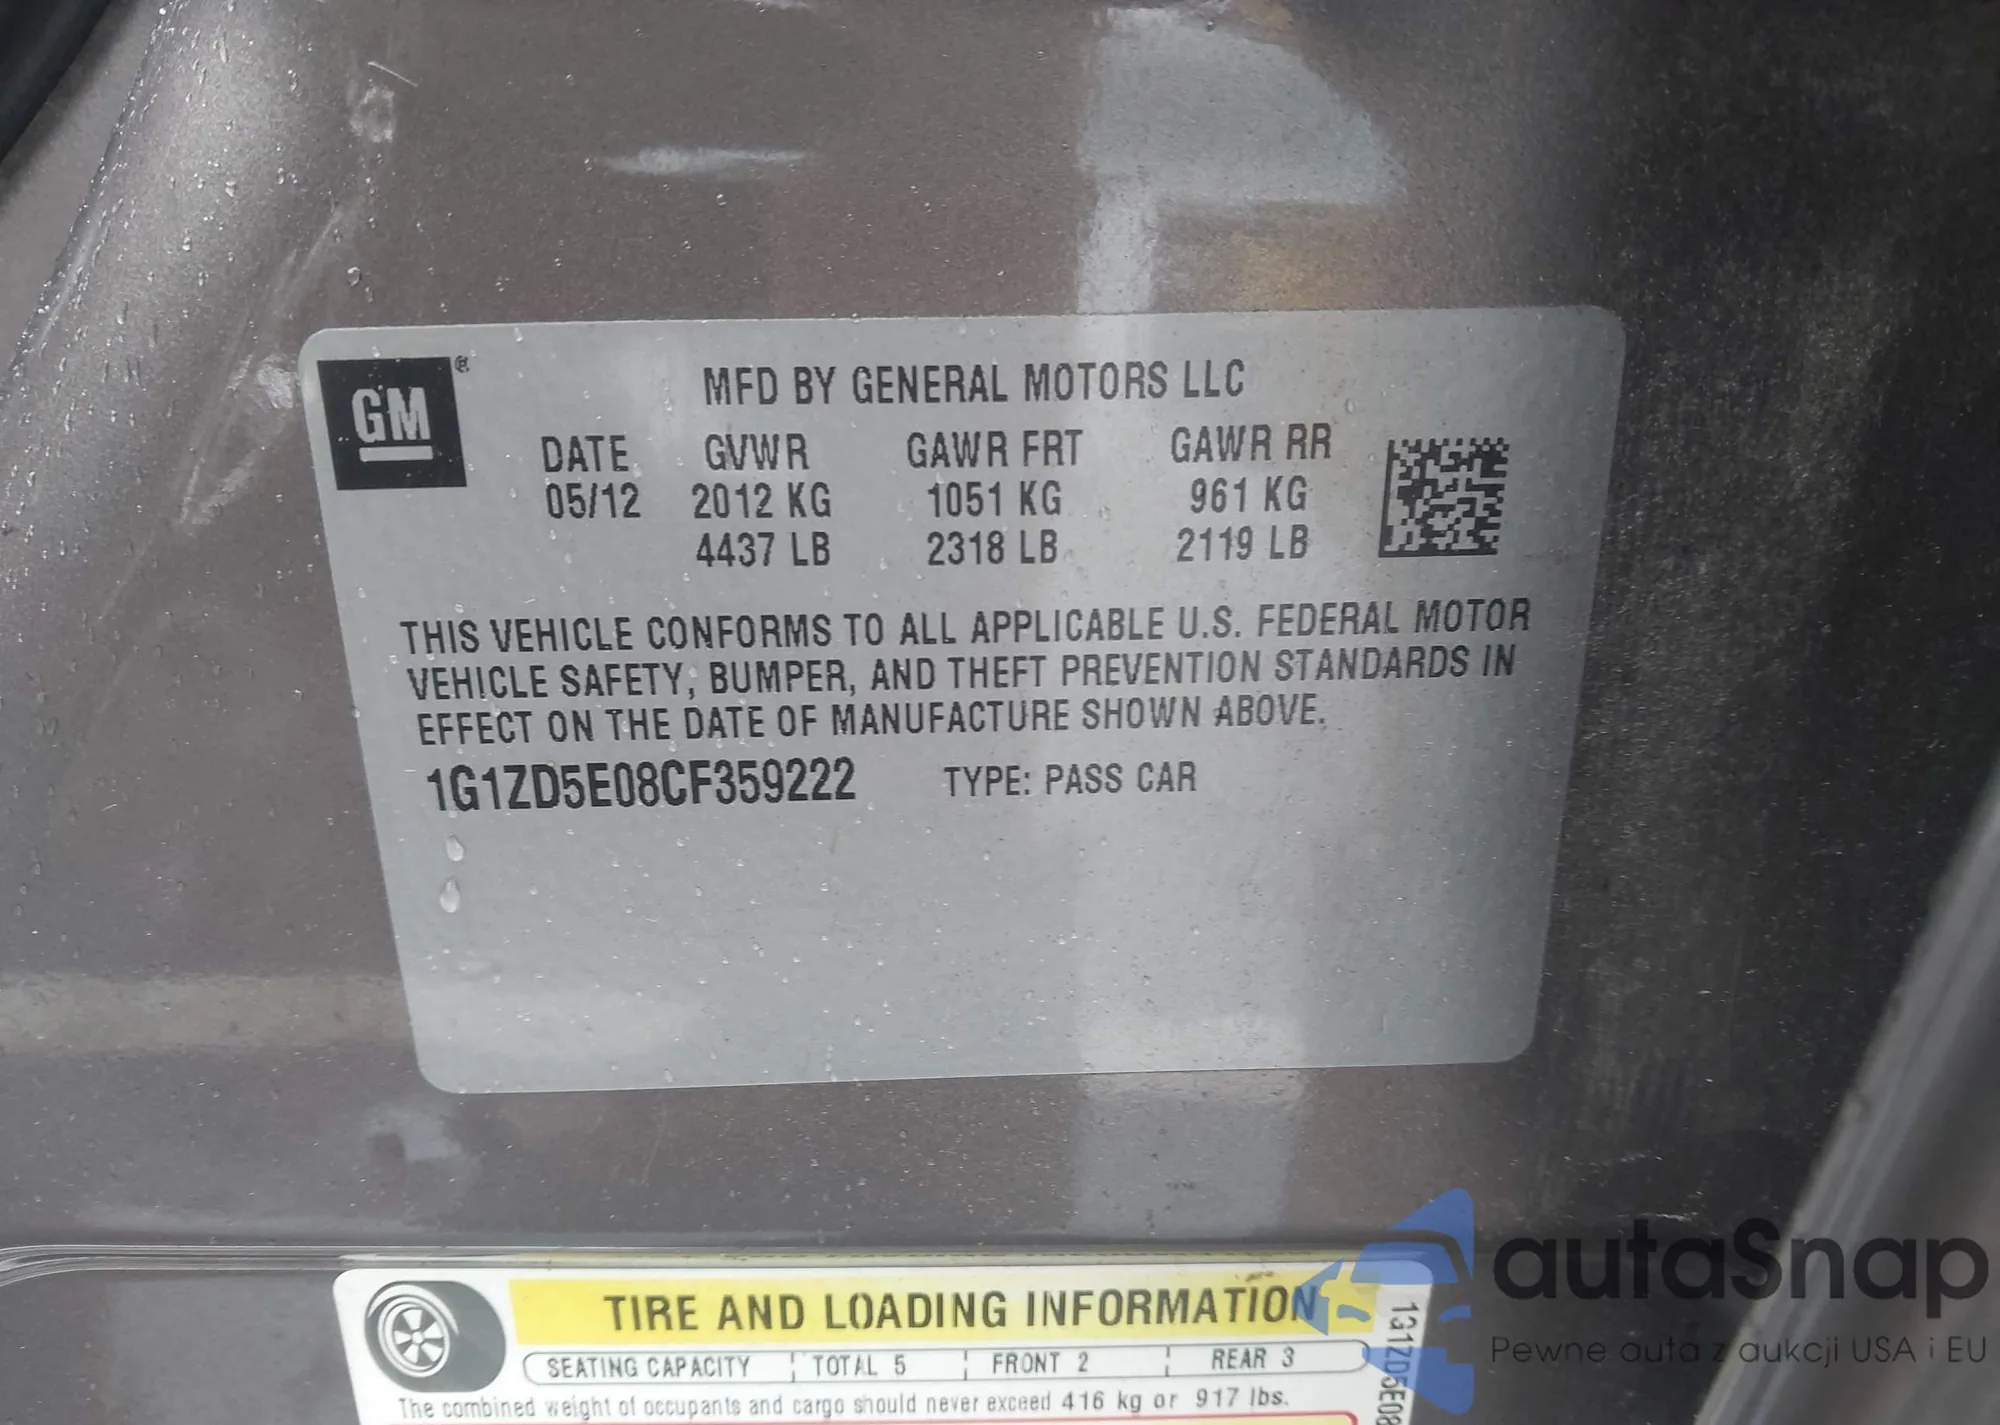 GM®
MFD BY GENERAL MOTORS LLC
DATE GVWR GAWR FRT GAWR RR
05/12 2012 KG 1051 KG 961 KG
4437 LB 2318 LB 2119 LB
THIS VEHICLE CONFORMS TO ALL APPLICABLE U.S. FEDERAL MOTOR
VEHICLE SAFETY, BUMPER, AND THEFT PREVENTION STANDARDS IN
EFFECT ON THE DATE OF MANUFACTURE SHOWN ABOVE.
1G1ZD5E08CF359222 TYPE: PASS CAR
TIRE AND LOADING INFORMATION
SEATING CAPACITY TOTAL 5 FRONT 2 REAR 3
The combined weight of occupants and cargo should never exceed 416 kg or 917 lbs.
1G1ZD5E08
autaSnap
Pewne auta z aukcji USA i EU